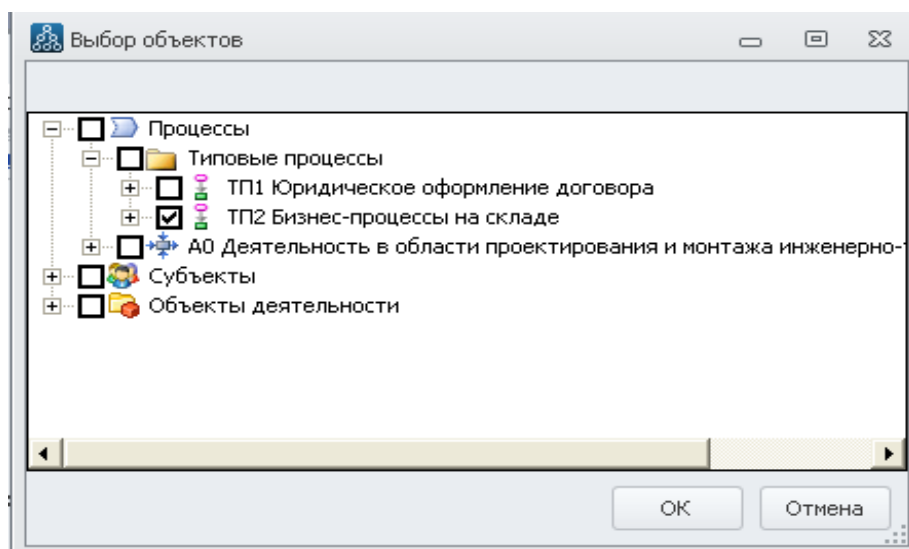 Выбор объектов
Процессы
Типовые процессы
ТП1 Юридическое оформление договора
ТП2 Бизнес-процессы на складе
А0 Деятельность в области проектирования и монтажа инженерно-
Субъекты
Объекты деятельности
ОК
Отмена